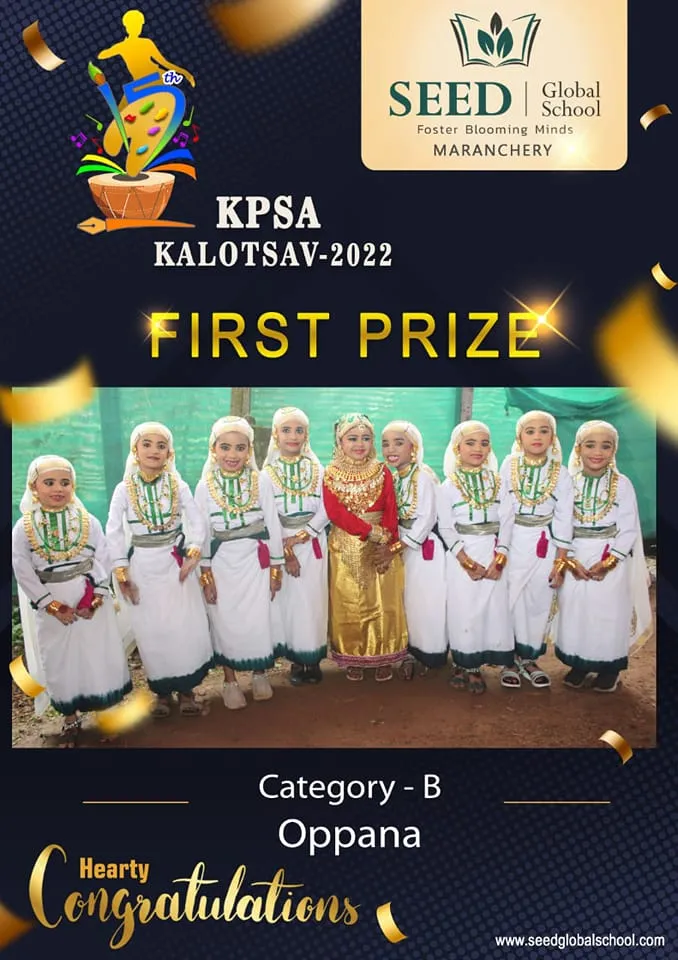 15th
SEED
Global
School
Foster Blooming Minds
MARANCHERY
KPSA
KALOTSAV-2022
FIRST PRIZE
Category - B
Oppana
Hearty
Congratulations
www.seedglobalschool.com